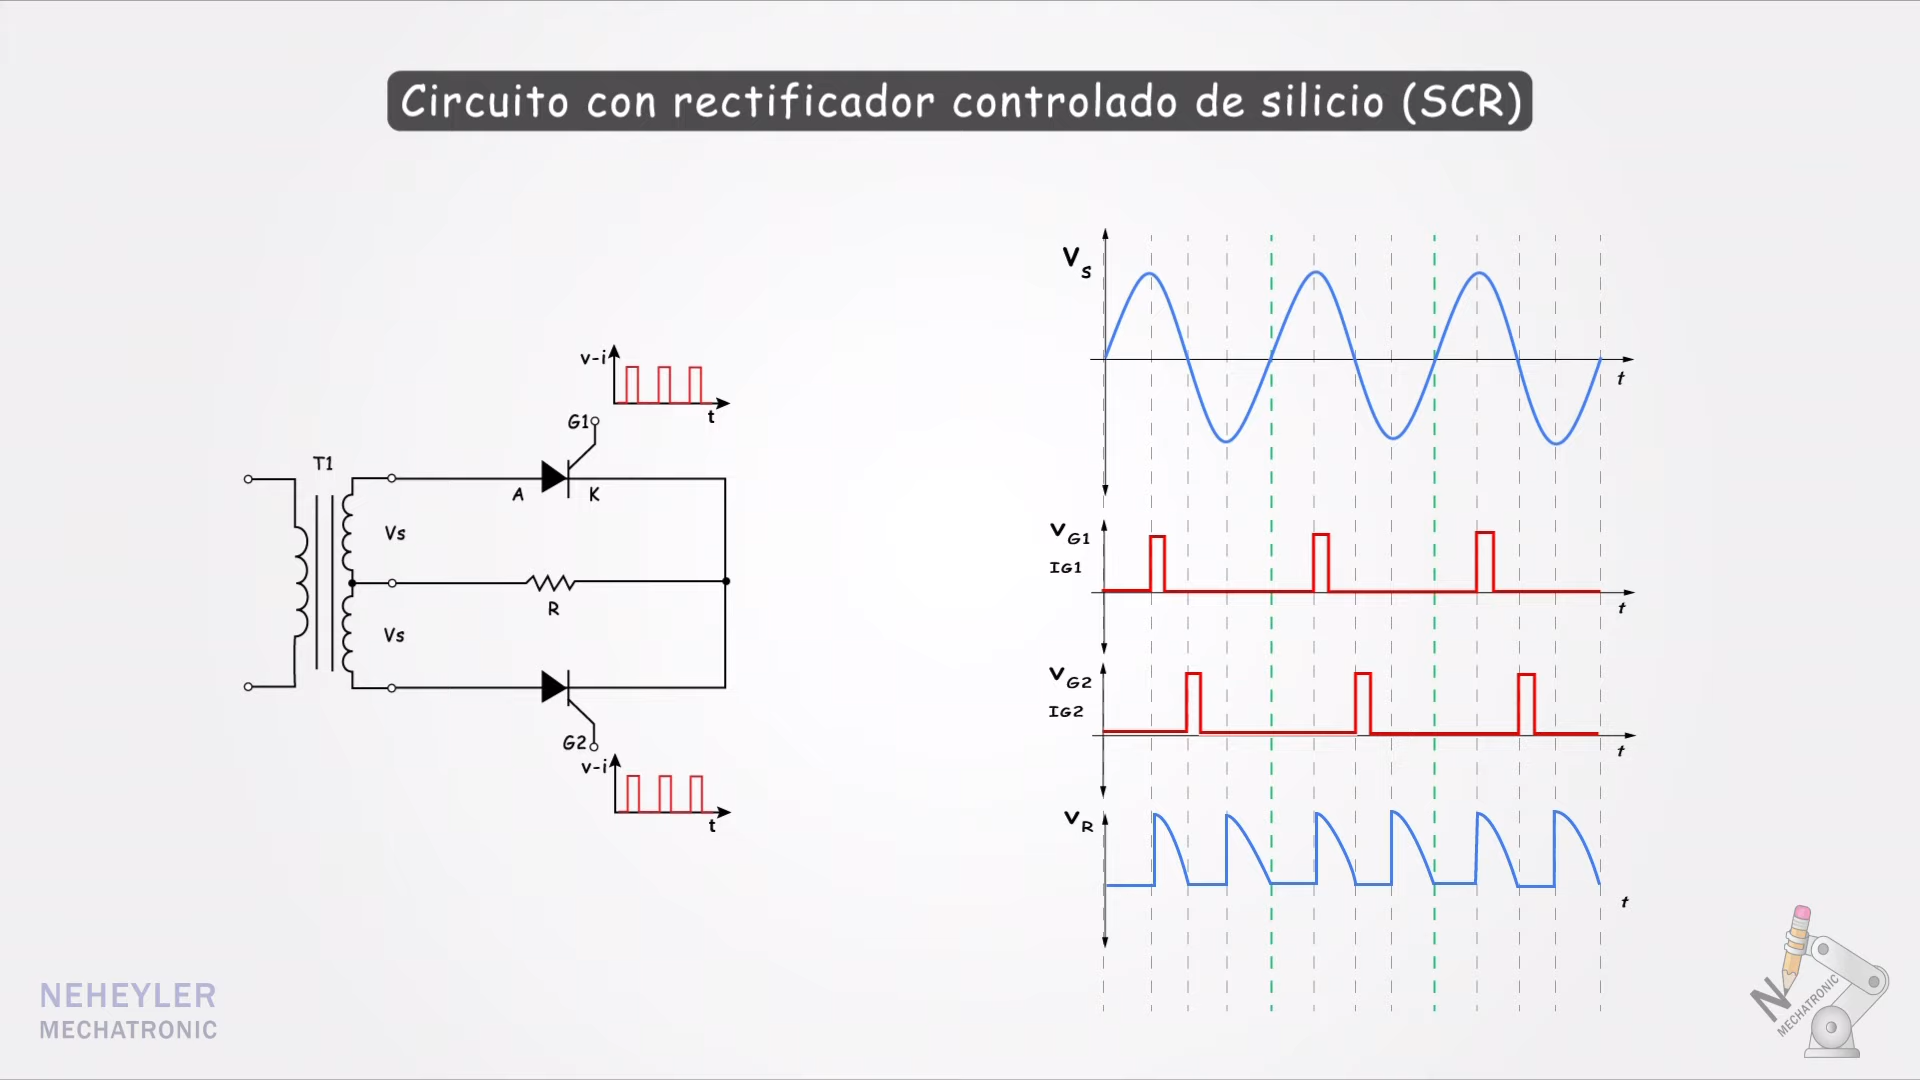 Circuito con rectificador controlado de silicio (SCR)
v-i
t
G1
T1
A
K
Vs
R
Vs
G2
v-i
t
VS
t
VG1
IG1
t
VG2
IG2
t
VR
t
NEHEYLER
MECHATRONIC
N
MECHATRONIC